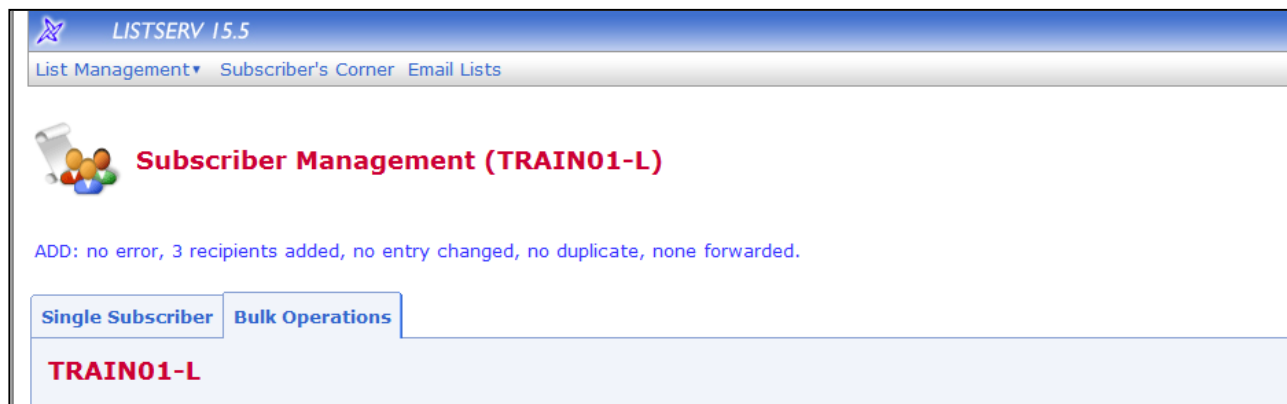 LISTSERV 15.5
List Management▾ Subscriber's Corner Email Lists
Subscriber Management (TRAIN01-L)
ADD: no error, 3 recipients added, no entry changed, no duplicate, none forwarded.
Single Subscriber Bulk Operations
TRAIN01-L